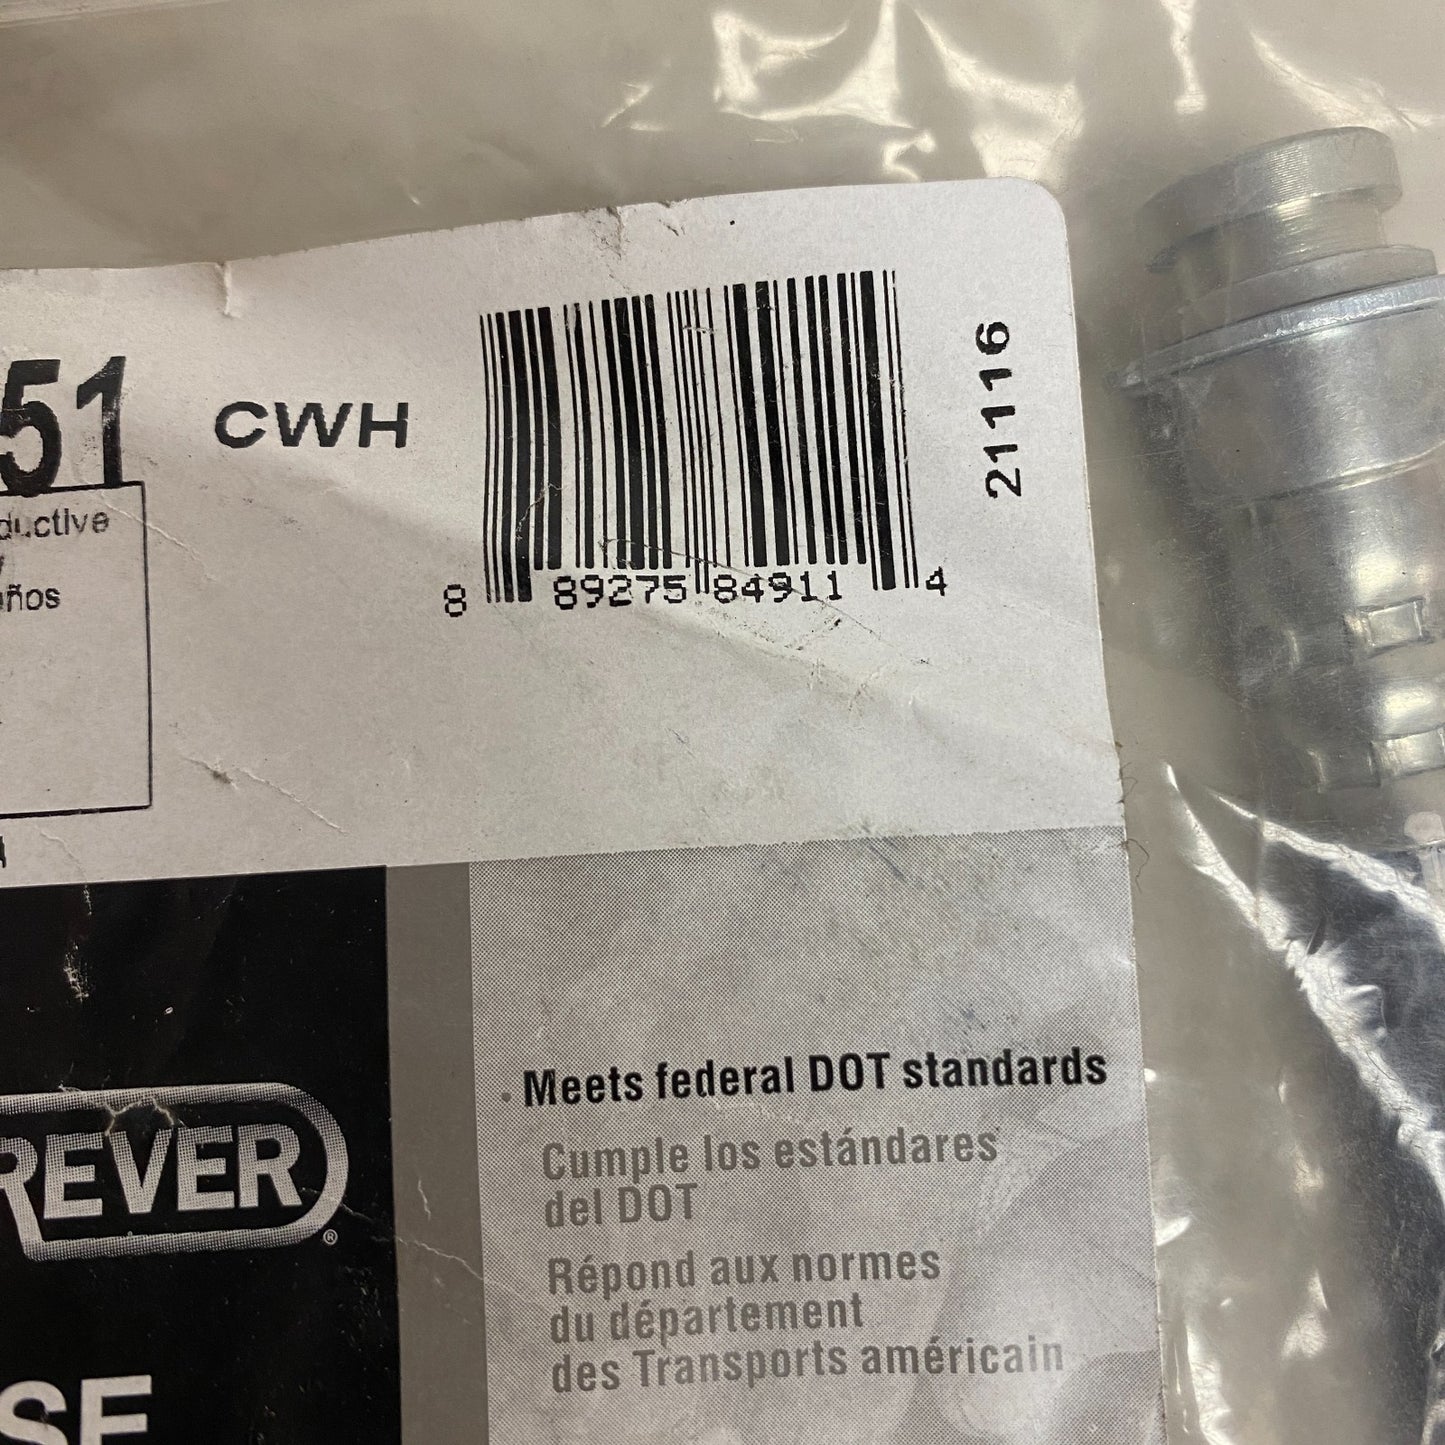 51
CWH
8 89275 84911 4
21116
ños
REVER
®
Meets federal DOT standards
Cumple los estándares
del DOT
Répond aux normes
du département
des Transports américain
SE